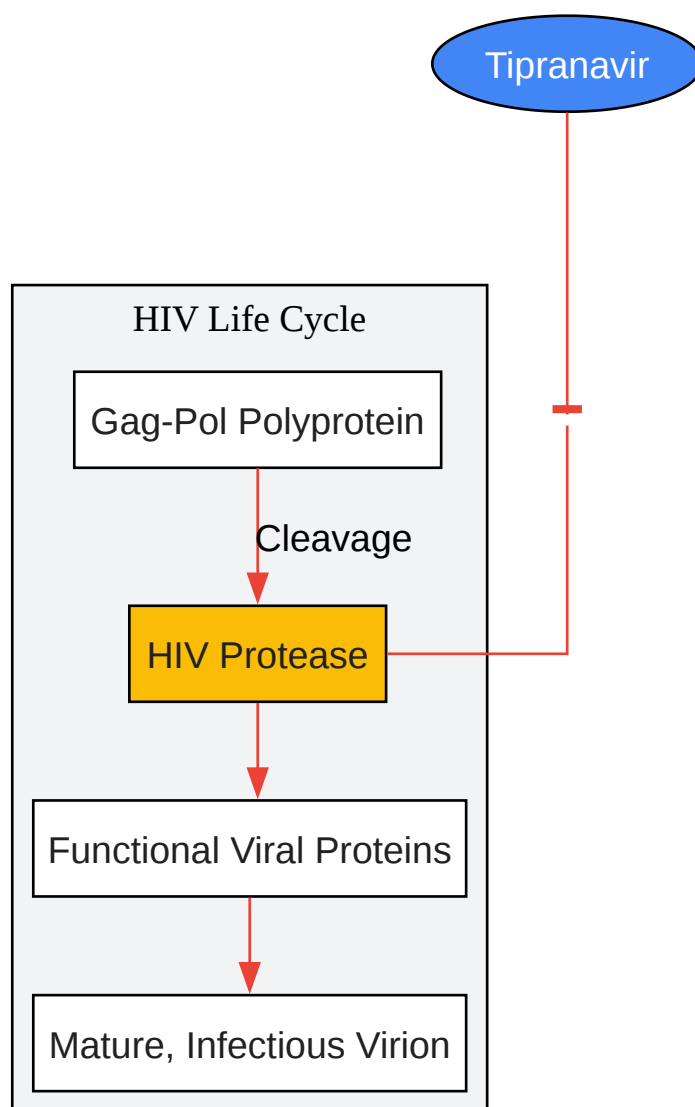 Tipranavir
HIV Life Cycle
Gag-Pol Polyprotein
Cleavage
HIV Protease
Functional Viral Proteins
Mature, Infectious Virion